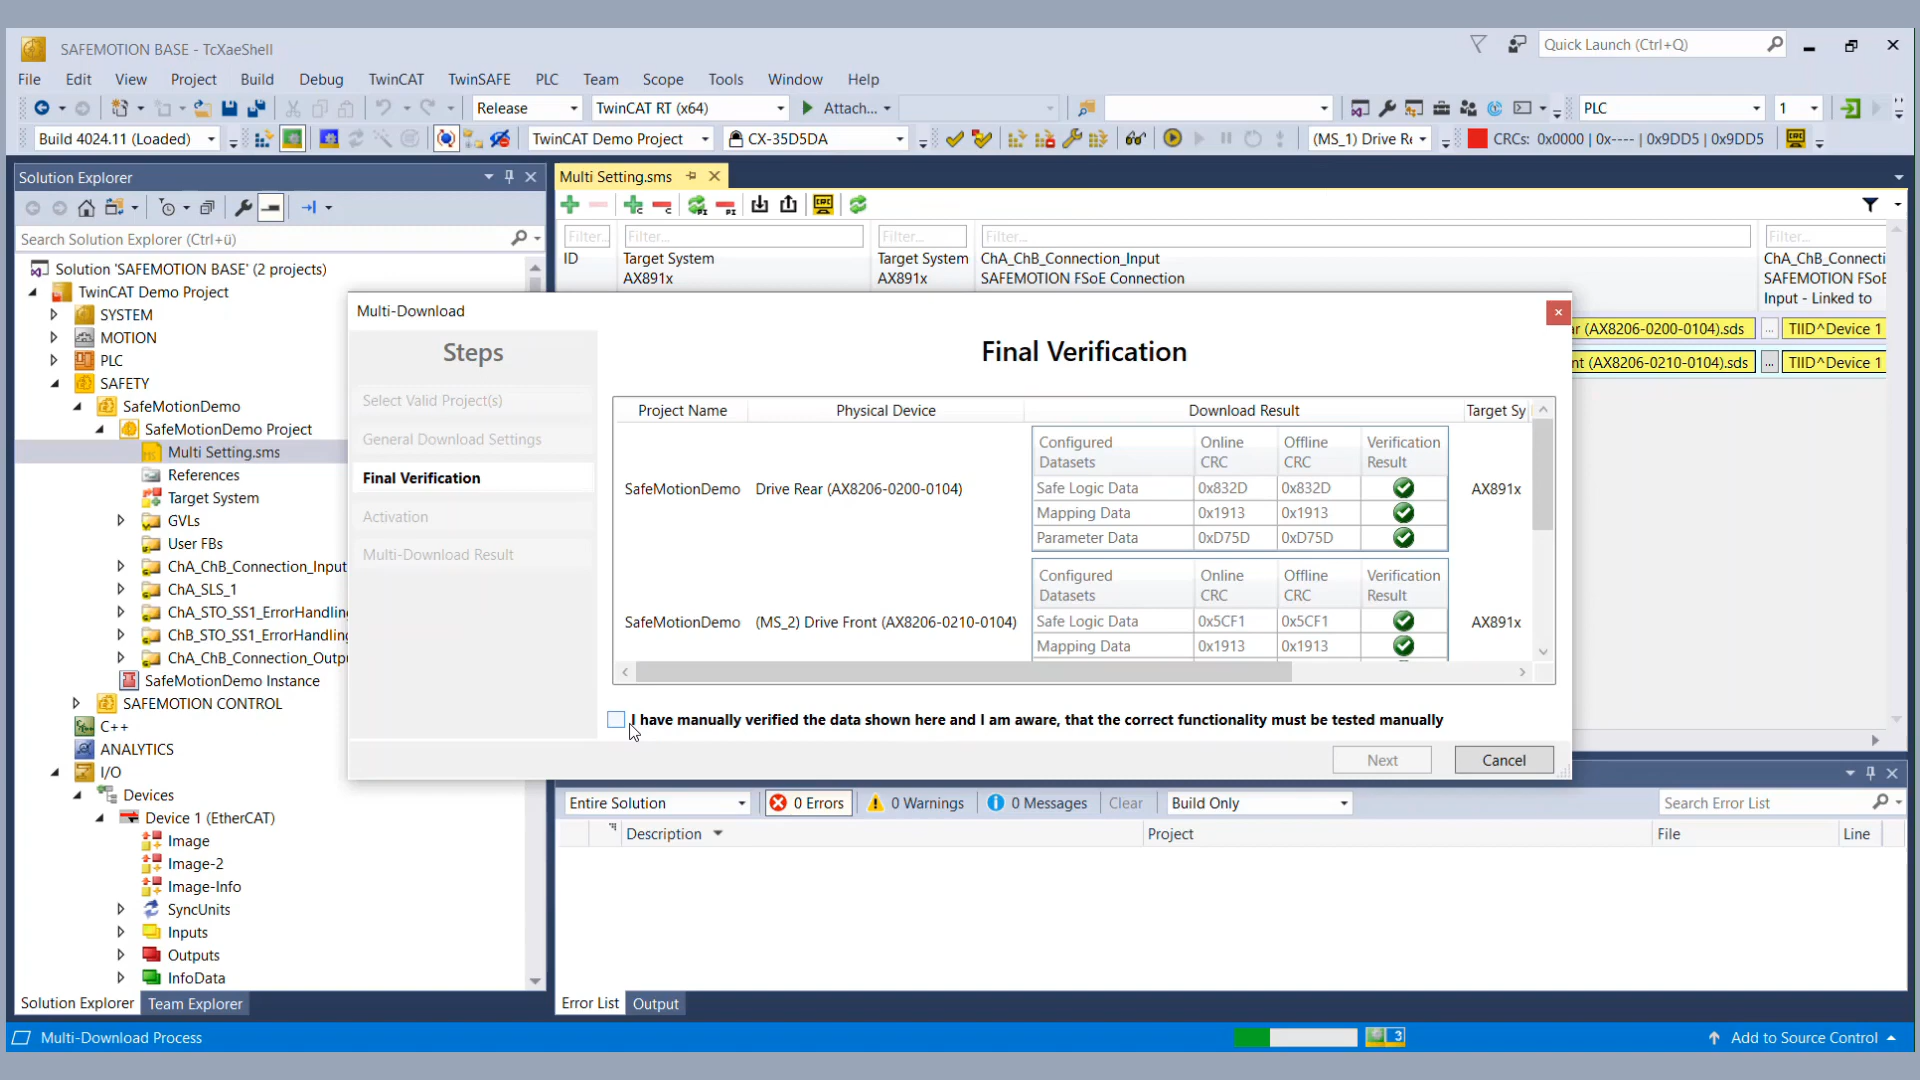 SAFEMOTION BASE - TcXaeShell
Quick Launch (Ctrl+Q)
File Edit View Project Build Debug TwinCAT TwinSAFE PLC Team Scope Tools Window Help
Release TwinCAT RT (x64) Attach... PLC 1
Build 4024.11 (Loaded) TwinCAT Demo Project CX-35D5DA (MS_1) Drive Re CRCs: 0x0000 | 0x---- | 0x9DD5 | 0x9DD5
Solution Explorer
Search Solution Explorer (Ctrl+ü)
Solution 'SAFEMOTION BASE' (2 projects)
TwinCAT Demo Project
SYSTEM
MOTION
PLC
SAFETY
SafeMotionDemo
SafeMotionDemo Project
Multi Setting.sms
References
Target System
GVLs
User FBs
ChA_ChB_Connection_Input
ChA_SLS_1
ChA_STO_SS1_ErrorHandling
ChB_STO_SS1_ErrorHandling
ChA_ChB_Connection_Outpu
SafeMotionDemo Instance
SAFEMOTION CONTROL
C++
ANALYTICS
I/O
Devices
Device 1 (EtherCAT)
Image
Image-2
Image-Info
SyncUnits
Inputs
Outputs
InfoData
Solution Explorer Team Explorer
Multi Setting.sms
Filter... Filter... Filter... Filter... Filter...
ID Target System Target System ChA_ChB_Connection_Input ChA_ChB_Connecti
AX891x AX891x SAFEMOTION FSoE Connection SAFEMOTION FSoE
Input - Linked to
r (AX8206-0200-0104).sds ... TIID^Device 1
nt (AX8206-0210-0104).sds ... TIID^Device 1
Multi-Download
Steps
Select Valid Project(s)
General Download Settings
Final Verification
Activation
Multi-Download Result
Final Verification
Project Name Physical Device Download Result Target Sy
Configured Datasets Online CRC Offline CRC Verification Result
SafeMotionDemo Drive Rear (AX8206-0200-0104) Safe Logic Data 0x832D 0x832D AX891x
Mapping Data 0x1913 0x1913
Parameter Data 0xD75D 0xD75D
Configured Datasets Online CRC Offline CRC Verification Result
SafeMotionDemo (MS_2) Drive Front (AX8206-0210-0104) Safe Logic Data 0x5CF1 0x5CF1 AX891x
Mapping Data 0x1913 0x1913
I have manually verified the data shown here and I am aware, that the correct functionality must be tested manually
Next Cancel
Entire Solution 0 Errors 0 Warnings 0 Messages Clear Build Only Search Error List
Description Project File Line
Error List Output
Multi-Download Process 3 Add to Source Control